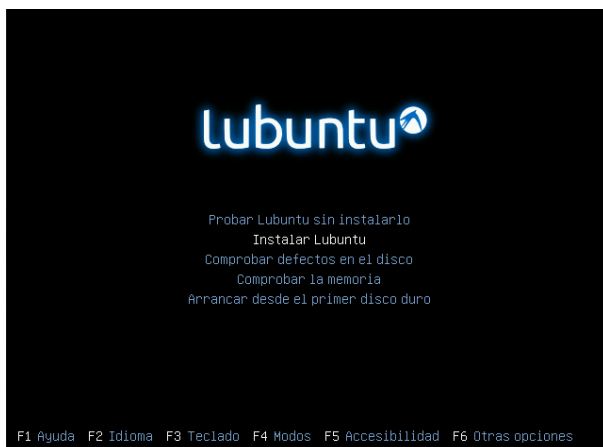 lubuntu
Probar Lubuntu sin instalarlo
Instalar Lubuntu
Comprobar defectos en el disco
Comprobar la memoria
Arrancar desde el primer disco duro
F1 Ayuda F2 Idioma F3 Teclado F4 Modos F5 Accesibilidad F6 Otras opciones